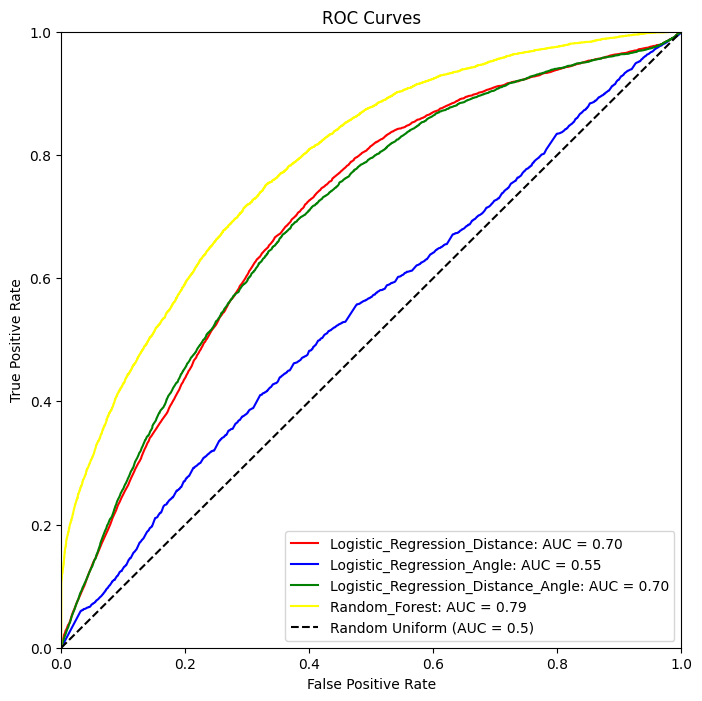 ROC Curves
1.0
0.8
0.6
0.4
0.2
0.0
True Positive Rate
Logistic_Regression_Distance: AUC = 0.70
Logistic_Regression_Angle: AUC = 0.55
Logistic_Regression_Distance_Angle: AUC = 0.70
Random_Forest: AUC = 0.79
Random Uniform (AUC = 0.5)
0.0 0.2 0.4 0.6 0.8 1.0
False Positive Rate